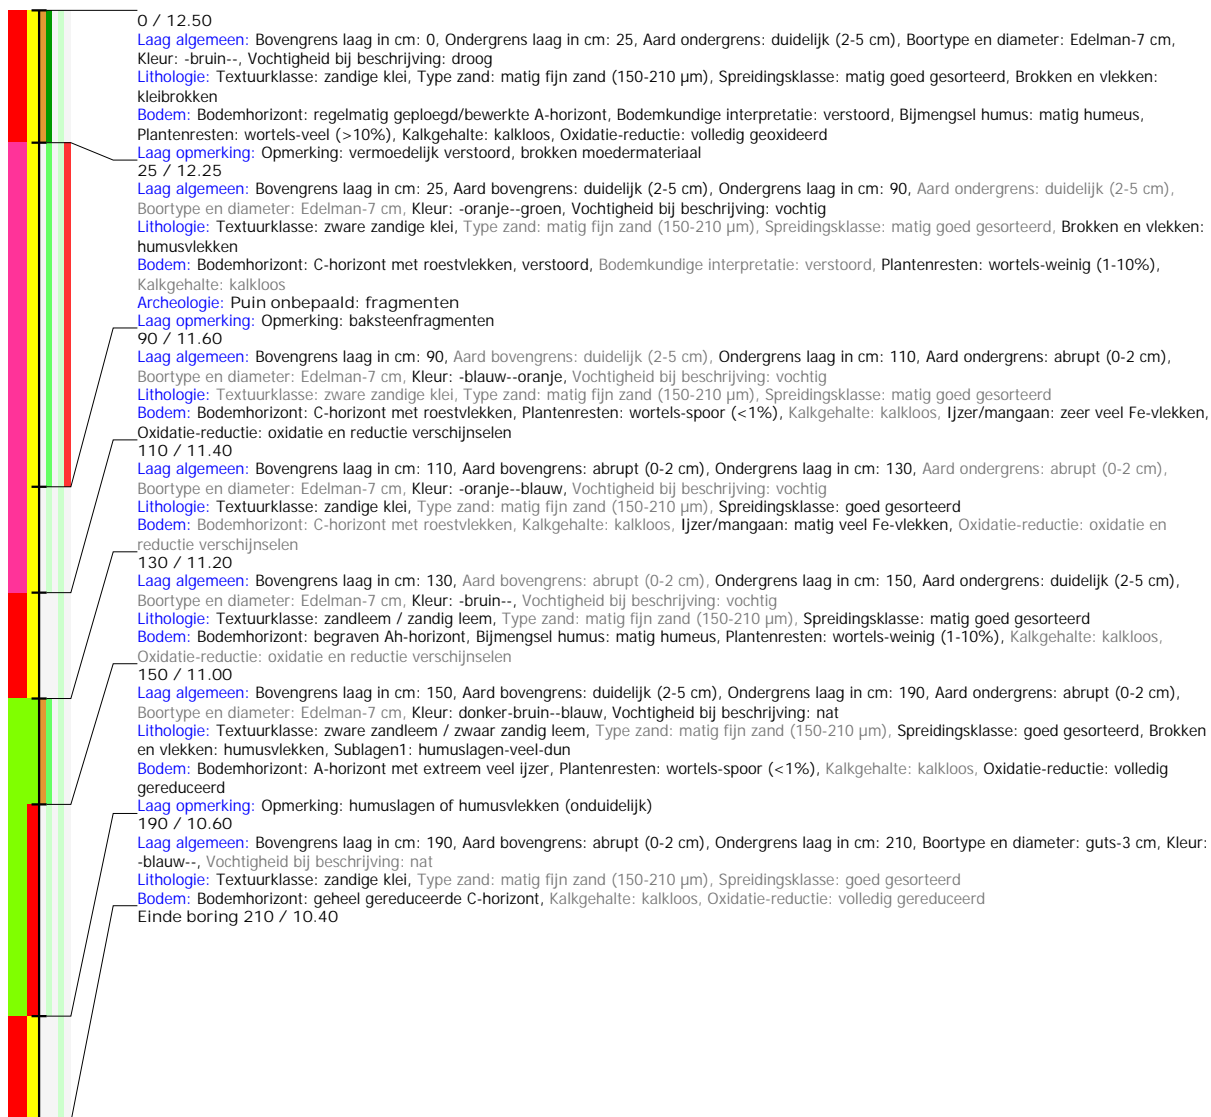 0 / 12.50
Laag algemeen: Bovengrens laag in cm: 0, Ondergrens laag in cm: 25, Aard ondergrens: duidelijk (2-5 cm), Boortype en diameter: Edelman-7 cm,
Kleur: -bruin--, Vochtigheid bij beschrijving: droog
Lithologie: Textuurklasse: zandige klei, Type zand: matig fijn zand (150-210 µm), Spreidingsklasse: matig goed gesorteerd, Brokken en vlekken:
kleibrokken
Bodem: Bodemhorizont: regelmatig geploegd/bewerkte A-horizont, Bodemkundige interpretatie: verstoord, Bijmengsel humus: matig humeus,
Plantenresten: wortels-veel (>10%), Kalkgehalte: kalkloos, Oxidatie-reductie: volledig geoxideerd
Laag opmerking: Opmerking: vermoedelijk verstoord, brokken moedermateriaal
25 / 12.25
Laag algemeen: Bovengrens laag in cm: 25, Aard bovengrens: duidelijk (2-5 cm), Ondergrens laag in cm: 90, Aard ondergrens: duidelijk (2-5 cm),
Boortype en diameter: Edelman-7 cm, Kleur: -oranje--groen, Vochtigheid bij beschrijving: vochtig
Lithologie: Textuurklasse: zware zandige klei, Type zand: matig fijn zand (150-210 µm), Spreidingsklasse: matig goed gesorteerd, Brokken en vlekken:
humusvlekken
Bodem: Bodemhorizont: C-horizont met roestvlekken, verstoord, Bodemkundige interpretatie: verstoord, Plantenresten: wortels-weinig (1-10%),
Kalkgehalte: kalkloos
Archeologie: Puin onbepaald: fragmenten
Laag opmerking: Opmerking: baksteenfragmenten
90 / 11.60
Laag algemeen: Bovengrens laag in cm: 90, Aard bovengrens: duidelijk (2-5 cm), Ondergrens laag in cm: 110, Aard ondergrens: abrupt (0-2 cm),
Boortype en diameter: Edelman-7 cm, Kleur: -blauw--oranje, Vochtigheid bij beschrijving: vochtig
Lithologie: Textuurklasse: zware zandige klei, Type zand: matig fijn zand (150-210 µm), Spreidingsklasse: matig goed gesorteerd
Bodem: Bodemhorizont: C-horizont met roestvlekken, Plantenresten: wortels-spoor (<1%), Kalkgehalte: kalkloos, Ijzer/mangaan: zeer veel Fe-vlekken,
Oxidatie-reductie: oxidatie en reductie verschijnselen
110 / 11.40
Laag algemeen: Bovengrens laag in cm: 110, Aard bovengrens: abrupt (0-2 cm), Ondergrens laag in cm: 130, Aard ondergrens: abrupt (0-2 cm),
Boortype en diameter: Edelman-7 cm, Kleur: -oranje--blauw, Vochtigheid bij beschrijving: vochtig
Lithologie: Textuurklasse: zandige klei, Type zand: matig fijn zand (150-210 µm), Spreidingsklasse: goed gesorteerd
Bodem: Bodemhorizont: C-horizont met roestvlekken, Kalkgehalte: kalkloos, Ijzer/mangaan: matig veel Fe-vlekken, Oxidatie-reductie: oxidatie en
reductie verschijnselen
130 / 11.20
Laag algemeen: Bovengrens laag in cm: 130, Aard bovengrens: abrupt (0-2 cm), Ondergrens laag in cm: 150, Aard ondergrens: duidelijk (2-5 cm),
Boortype en diameter: Edelman-7 cm, Kleur: -bruin--, Vochtigheid bij beschrijving: vochtig
Lithologie: Textuurklasse: zandleem / zandig leem, Type zand: matig fijn zand (150-210 µm), Spreidingsklasse: matig goed gesorteerd
Bodem: Bodemhorizont: begraven Ah-horizont, Bijmengsel humus: matig humeus, Plantenresten: wortels-weinig (1-10%), Kalkgehalte: kalkloos,
Oxidatie-reductie: oxidatie en reductie verschijnselen
150 / 11.00
Laag algemeen: Bovengrens laag in cm: 150, Aard bovengrens: duidelijk (2-5 cm), Ondergrens laag in cm: 190, Aard ondergrens: abrupt (0-2 cm),
Boortype en diameter: Edelman-7 cm, Kleur: donker-bruin--blauw, Vochtigheid bij beschrijving: nat
Lithologie: Textuurklasse: zware zandleem / zwaar zandig leem, Type zand: matig fijn zand (150-210 µm), Spreidingsklasse: goed gesorteerd, Brokken
en vlekken: humusvlekken, Sublagen1: humuslagen-veel-dun
Bodem: Bodemhorizont: A-horizont met extreem veel ijzer, Plantenresten: wortels-spoor (<1%), Kalkgehalte: kalkloos, Oxidatie-reductie: volledig
gereduceerd
Laag opmerking: Opmerking: humuslagen of humusvlekken (onduidelijk)
190 / 10.60
Laag algemeen: Bovengrens laag in cm: 190, Aard bovengrens: abrupt (0-2 cm), Ondergrens laag in cm: 210, Boortype en diameter: guts-3 cm, Kleur:
-blauw--, Vochtigheid bij beschrijving: nat
Lithologie: Textuurklasse: zandige klei, Type zand: matig fijn zand (150-210 µm), Spreidingsklasse: goed gesorteerd
Bodem: Bodemhorizont: geheel gereduceerde C-horizont, Kalkgehalte: kalkloos, Oxidatie-reductie: volledig gereduceerd
Einde boring 210 / 10.40